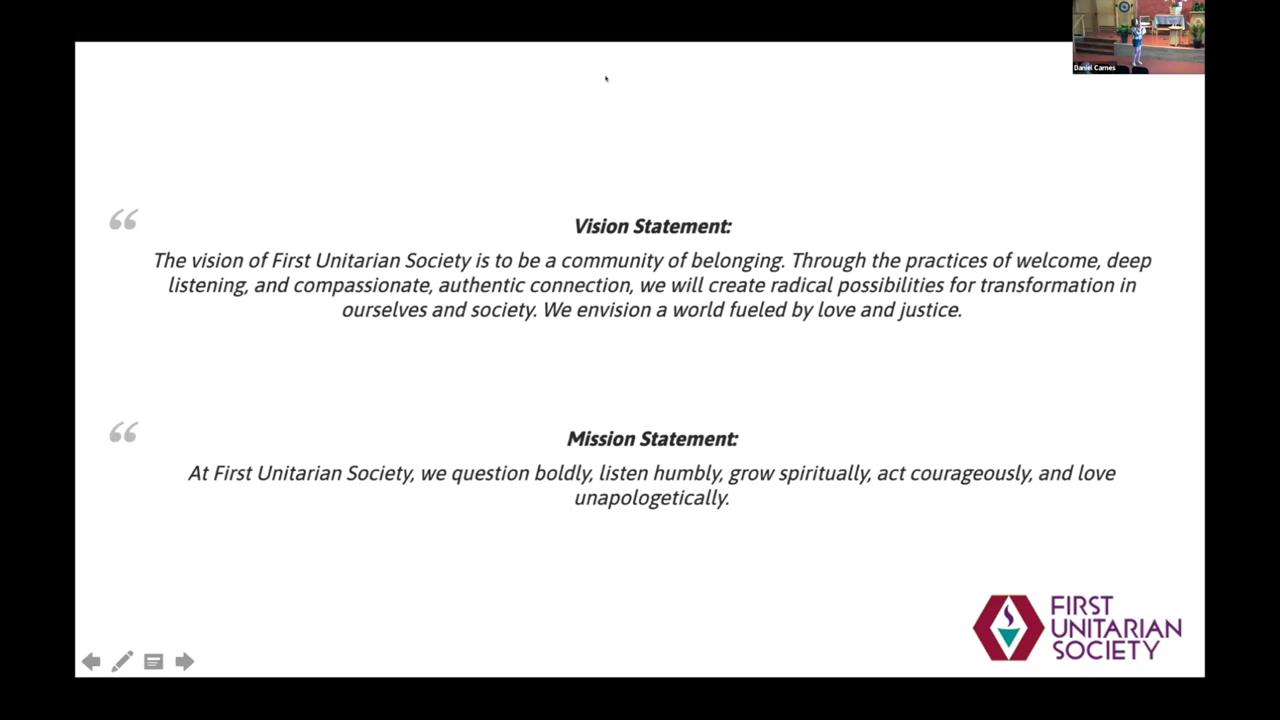 Daniel Carnes
“
Vision Statement:
The vision of First Unitarian Society is to be a community of belonging. Through the practices of welcome, deep
listening, and compassionate, authentic connection, we will create radical possibilities for transformation in
ourselves and society. We envision a world fueled by love and justice.
“
Mission Statement:
At First Unitarian Society, we question boldly, listen humbly, grow spiritually, act courageously, and love
unapologetically.
FIRST
UNITARIAN
SOCIETY